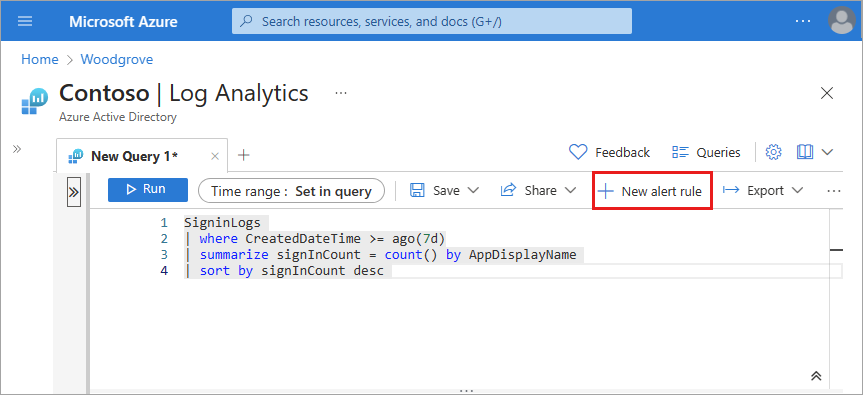 Microsoft Azure
Search resources, services, and docs (G+/)
Home > Woodgrove
Contoso | Log Analytics
Azure Active Directory
New Query 1*
Feedback
Queries
Run
Time range : Set in query
Save
Share
New alert rule
Export
1 SigninLogs
2 | where CreatedDateTime >= ago(7d)
3 | summarize signInCount = count() by AppDisplayName
4 | sort by signInCount desc